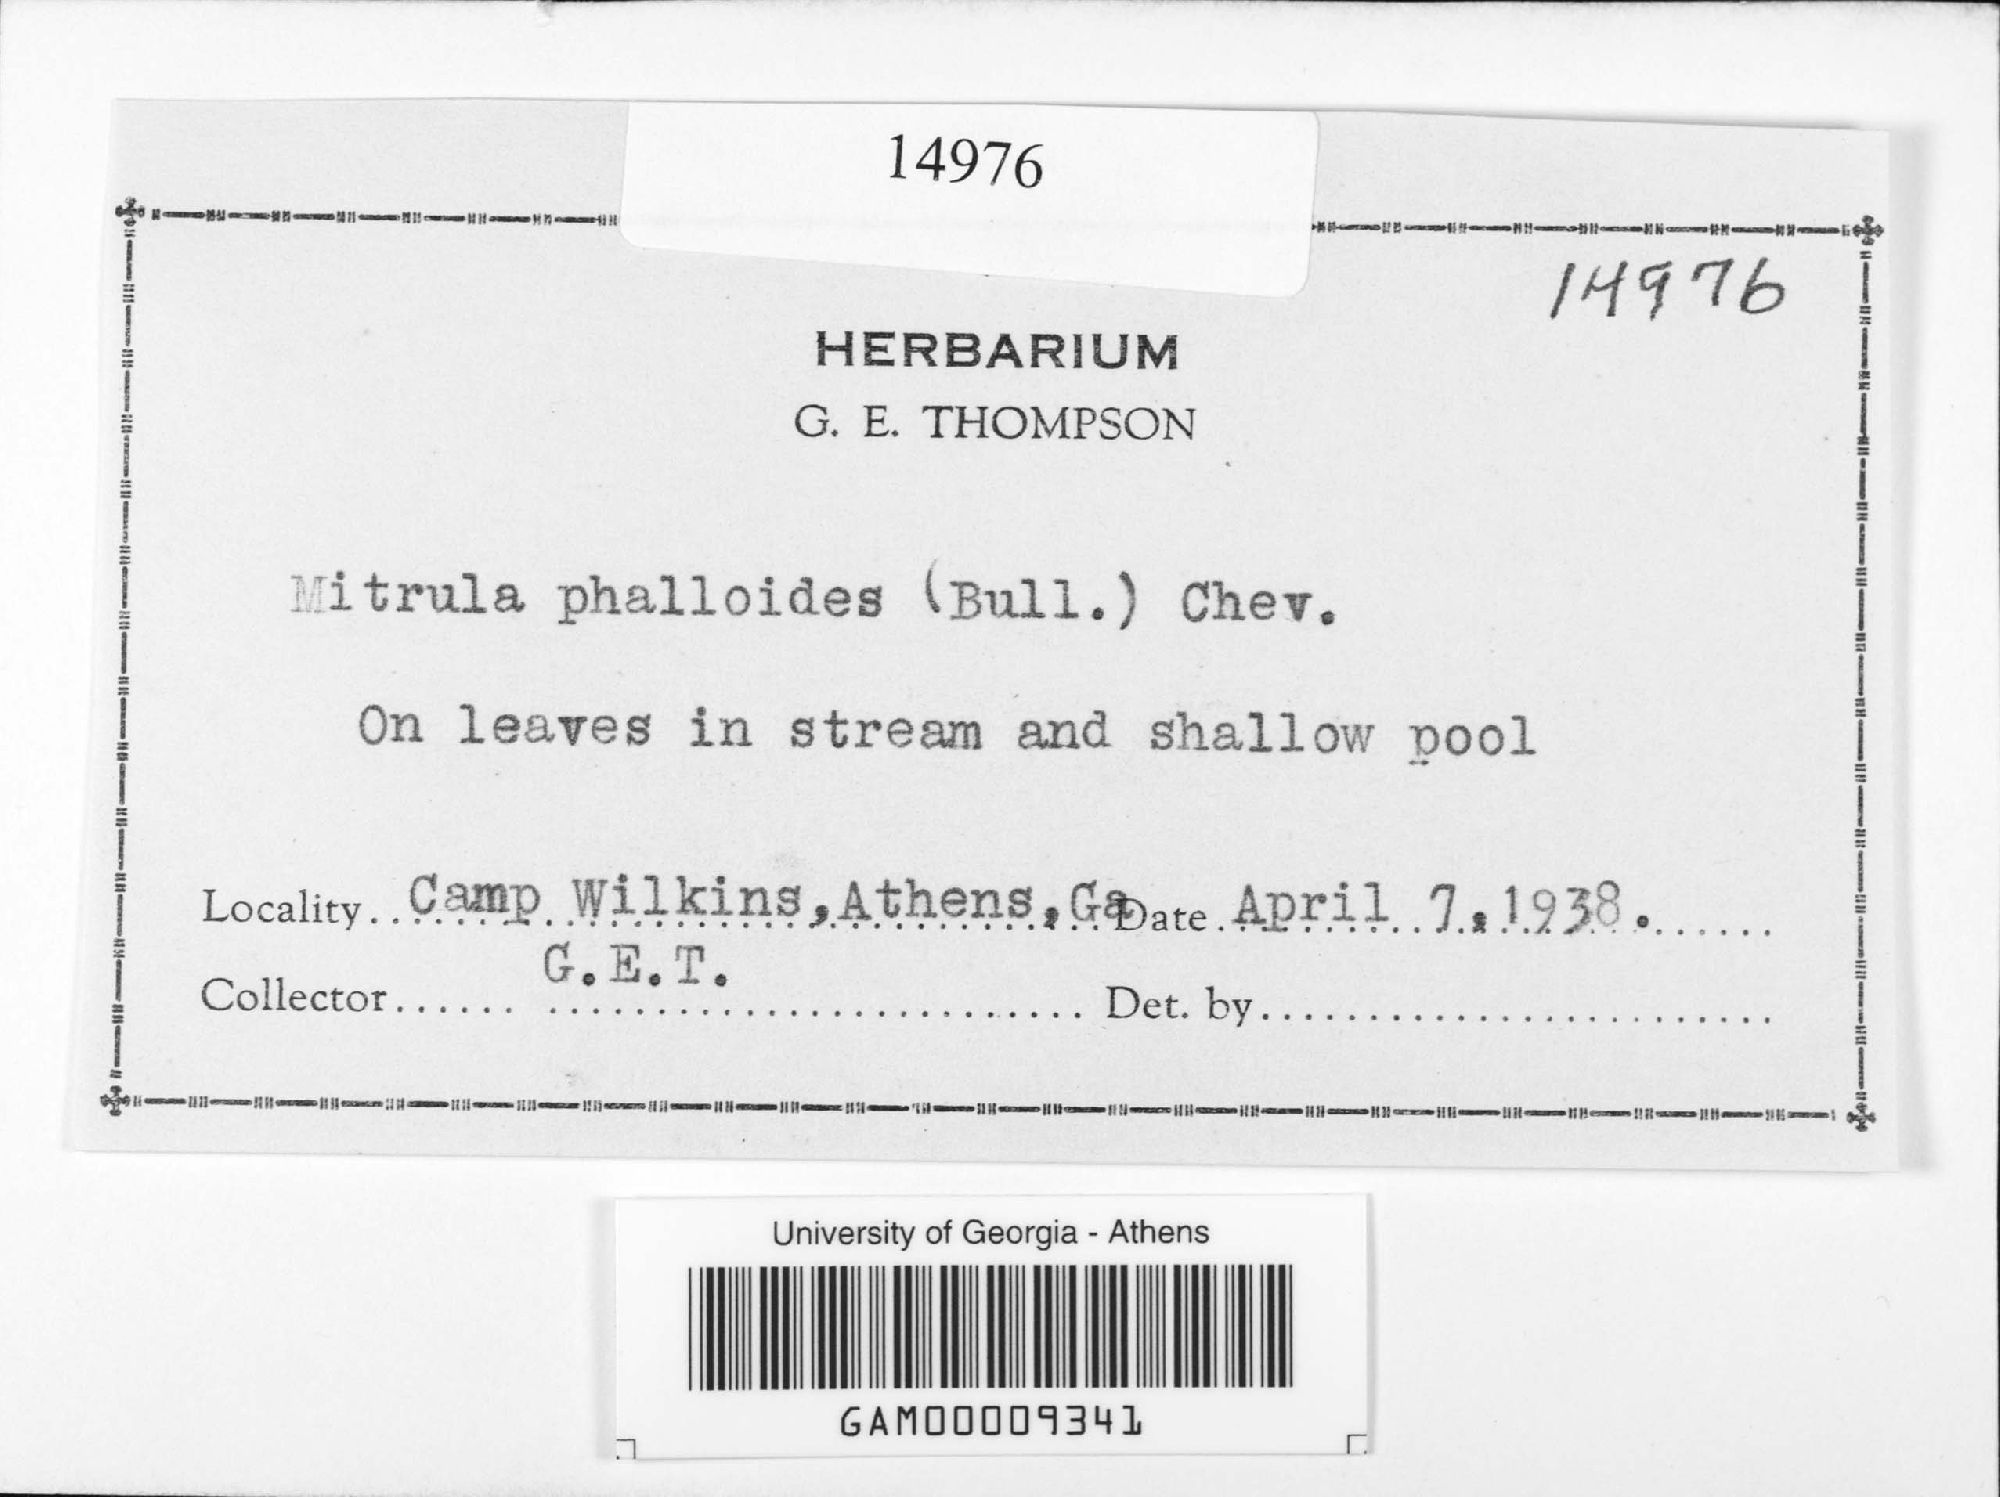 14976
14976
HERBARIUM
G. E. THOMPSON
Mitrula phalloides (Bull.) Chev.
On leaves in stream and shallow pool
Locality Camp Wilkins, Athens, Ga Date April 7, 1938.
Collector G.E.T. Det. by
University of Georgia - Athens
GAM00009341